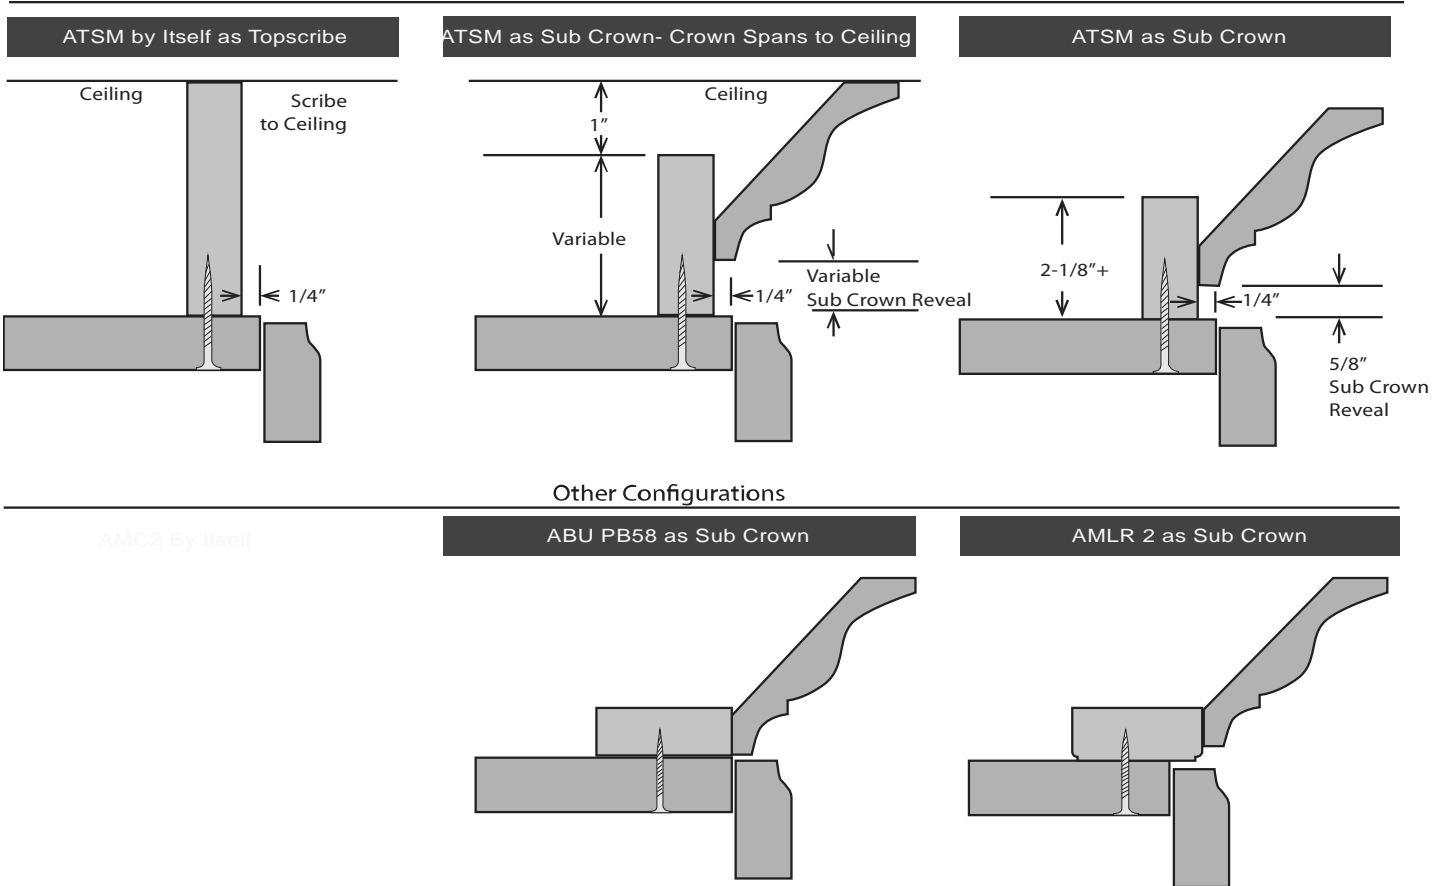 ATSM by Itself as Topscribe
ATSM as Sub Crown- Crown Spans to Ceiling
ATSM as Sub Crown
Ceiling
Scribe
to Ceiling
1/4”
Ceiling
1”
Variable
1/4”
Variable
Sub Crown Reveal
2-1/8”+
1/4”
5/8”
Sub Crown
Reveal
Other Configurations
AMC2 By Itself
ABU PB58 as Sub Crown
AMLR 2 as Sub Crown